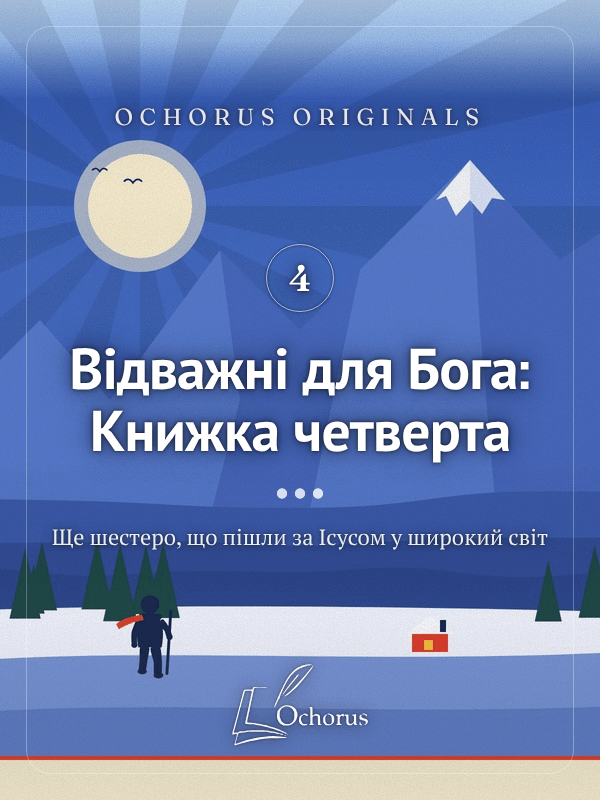 OCHORUS ORIGINALS
4
Відважні для Бога:
Книжка четверта
Ще шестеро, що пішли за Ісусом у широкий світ
Ochorus